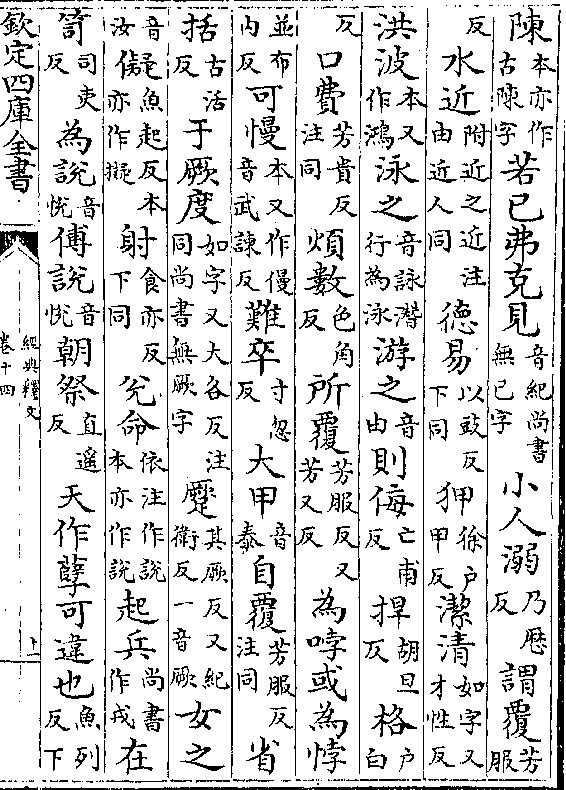 陳本亦作古陳字若已弗克見音紀尚書無已字小人溺乃歴反謂覆芳服
反水近附近之近注由近人同德易以豉反下同狎徐户甲反潔清如字又才性反
洪波本又作鴻泳之音詠潛行為泳游之音由則侮亡甫反捍胡旦反格户白
反口費芳貴反注同煩數色角反所覆芳服反又芳又反為哱或為悖
並布内反可慢本又作僈音武諫反難卒寸忽反大甲音泰自覆芳服反注同省
括古活反于厥度如字又大各反注同尚書無厥字蹷其厥反又紀衛反一音厥女之
音汝儗魚起反本亦作擬射食亦反下同兊命依注作說本亦作說起兵尚書作戎在
笥司吏反為說音悦傅說音悦朝祭直遥反天作孽可違也魚列反下
欽定四庫全書
經典釋文
卷十四